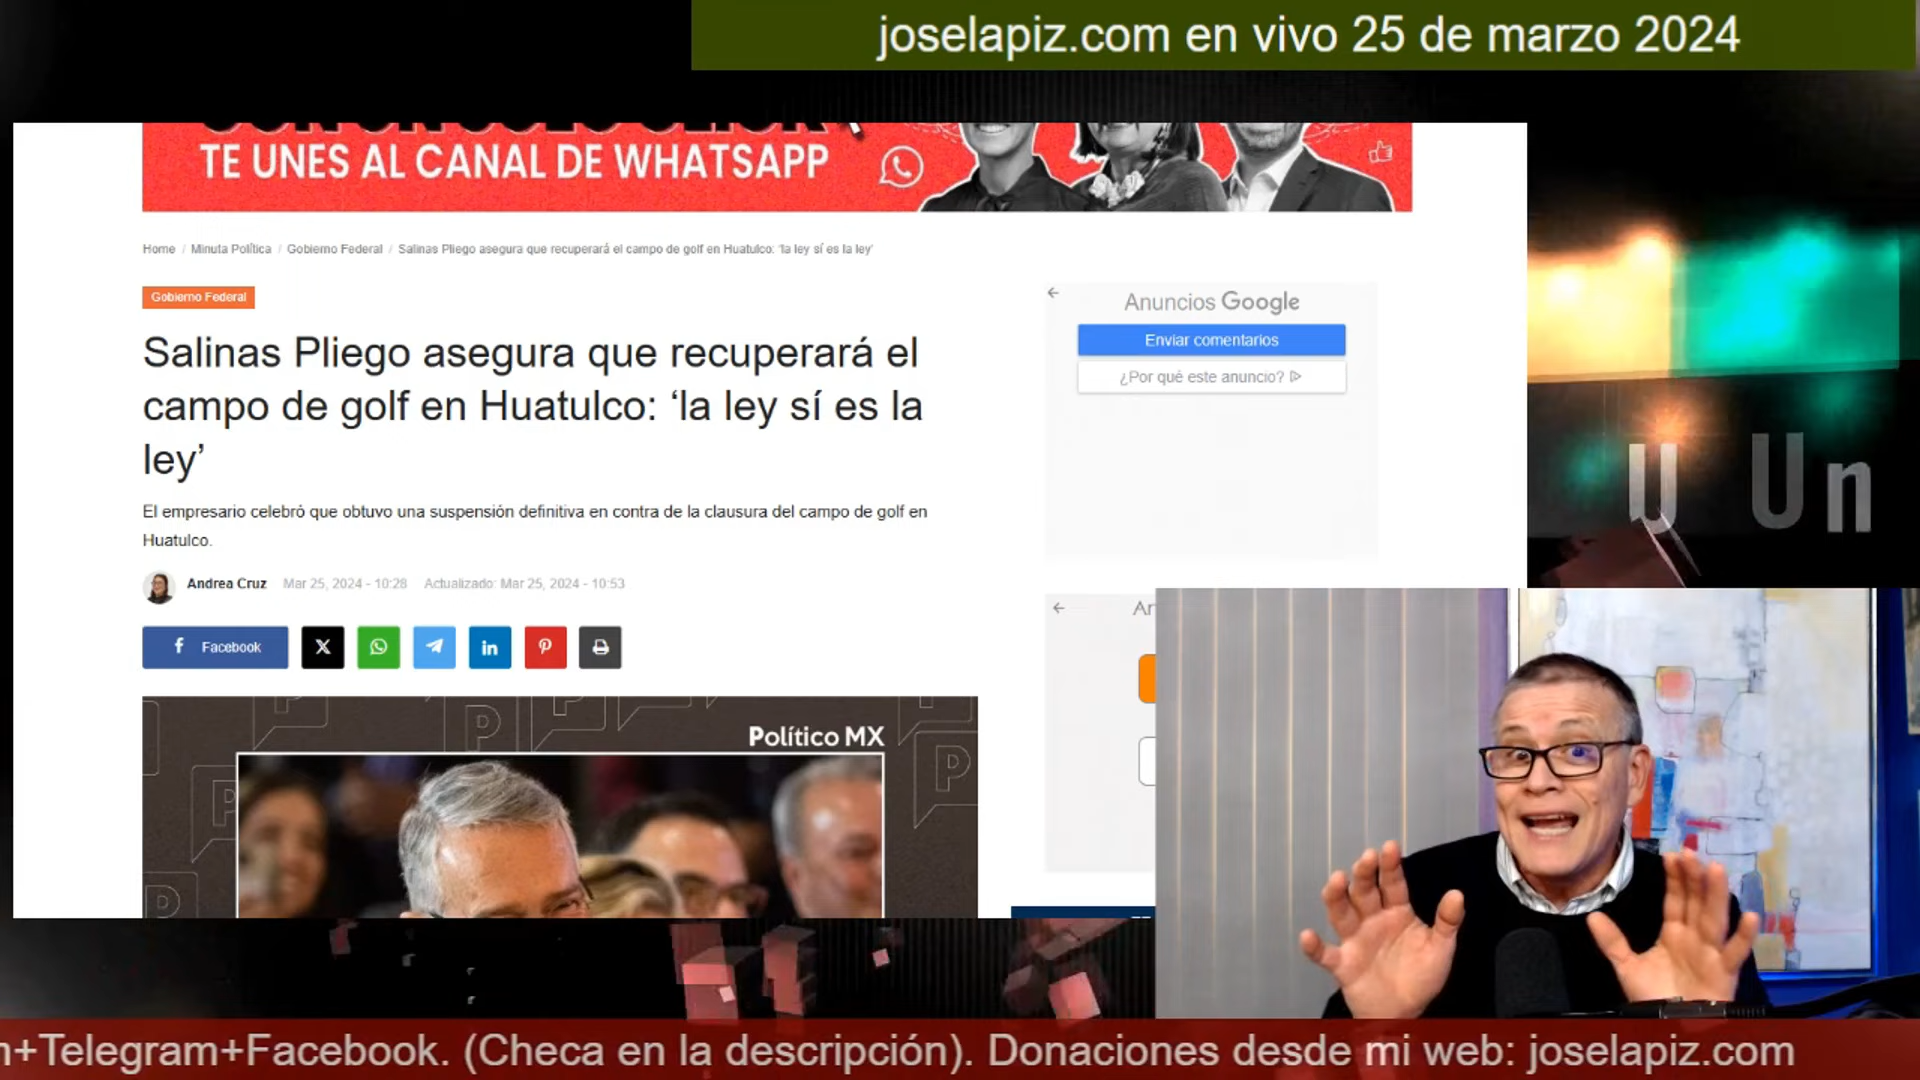 joselapiz.com en vivo 25 de marzo 2024
TE UNES AL CANAL DE WHATSAPP
Home / Minuta Política / Gobierno Federal / Salinas Pliego asegura que recuperará el campo de golf en Huatulco: 'la ley sí es la ley'
Gobierno Federal
Salinas Pliego asegura que recuperará el
campo de golf en Huatulco: ‘la ley sí es la
ley’
El empresario celebró que obtuvo una suspensión definitiva en contra de la clausura del campo de golf en
Huatulco.
Andrea Cruz Mar 25, 2024 - 10:28 Actualizado: Mar 25, 2024 - 10:53
Facebook
Anuncios Google
Enviar comentarios
¿Por qué este anuncio?
U Un
Político MX
+Telegram+Facebook. (Checa en la descripción). Donaciones desde mi web: joselapiz.com